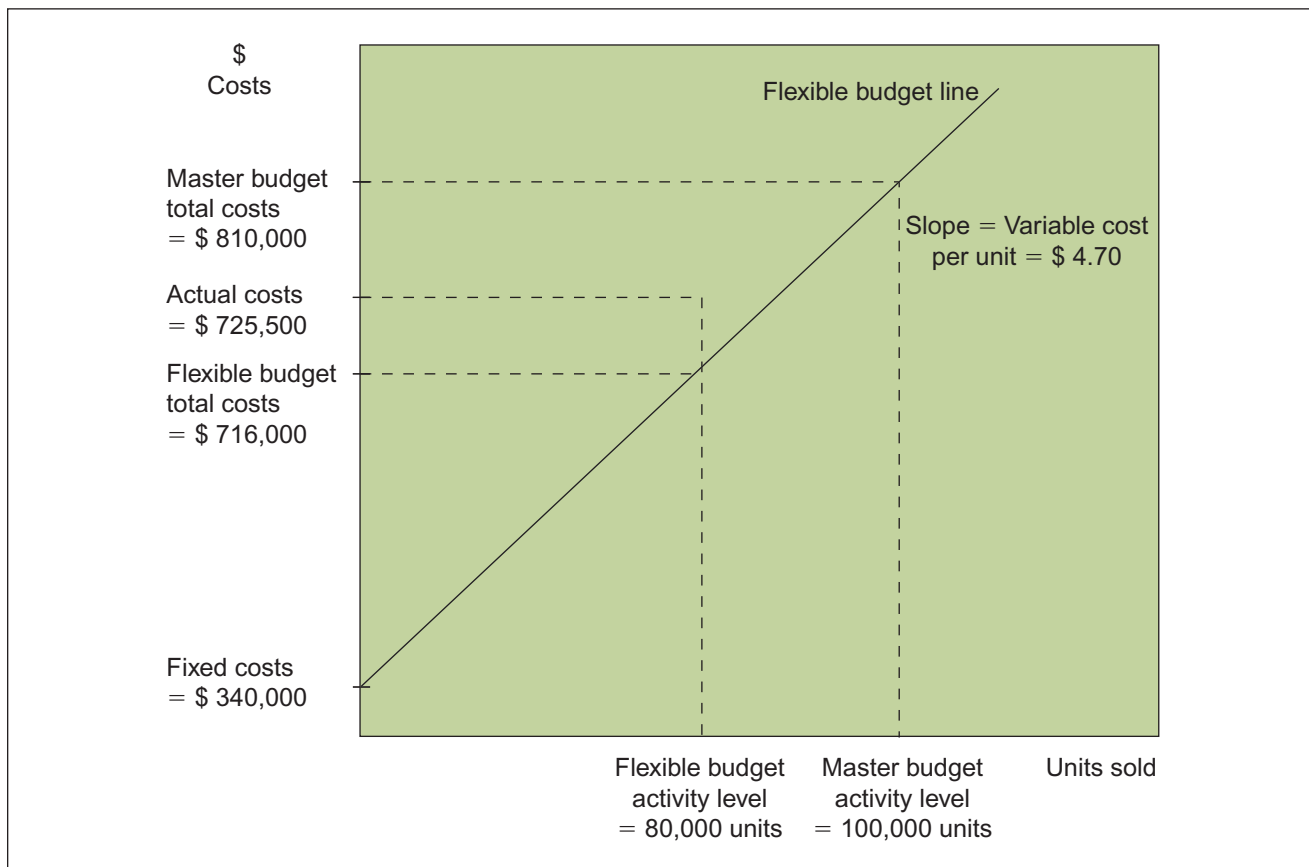 $
Costs
Flexible budget line
Master budget
total costs
= $ 810,000
Slope = Variable cost
per unit = $ 4.70
Actual costs
= $ 725,500
Flexible budget
total costs
= $ 716,000
Fixed costs
= $ 340,000
Flexible budget
activity level
= 80,000 units
Master budget
activity level
= 100,000 units
Units sold